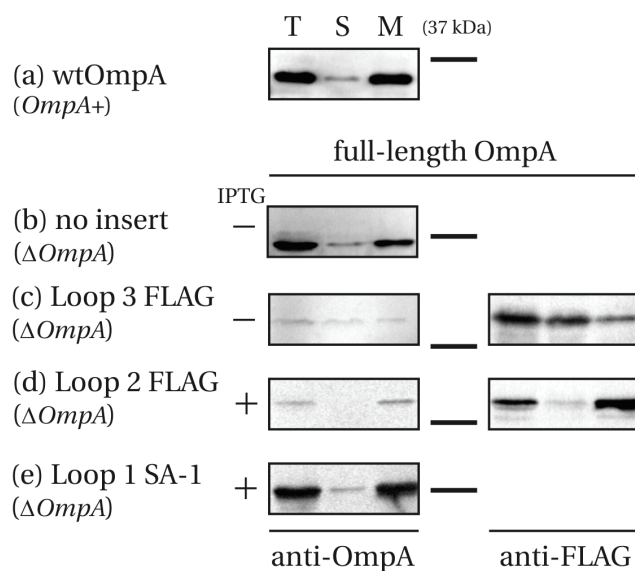 T S M (37 kDa)
(a) wtOmpA
(OmpA+)
full-length OmpA
IPTG
(b) no insert −
(ΔOmpA)
(c) Loop 3 FLAG
(ΔOmpA) −
(d) Loop 2 FLAG
(ΔOmpA) +
(e) Loop 1 SA-1 +
(ΔOmpA)
anti-OmpA anti-FLAG